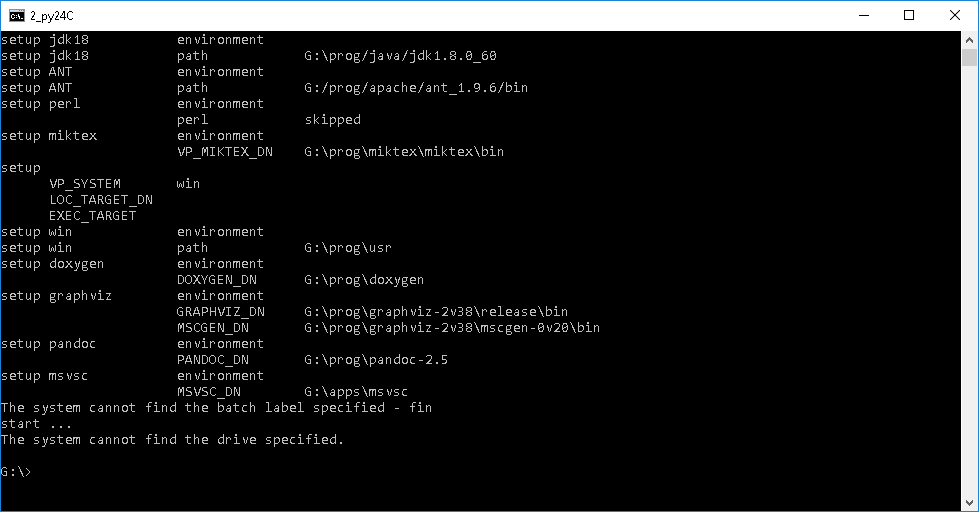 2_py24C
setup jdk18 environment
setup jdk18 path G:\prog/java/jdk1.8.0_60
setup ANT environment
setup ANT path G:/prog/apache/ant_1.9.6/bin
setup perl environment
perl skipped
setup miktex environment
VP_MIKTEX_DN G:\prog\miktex\miktex\bin
setup
VP_SYSTEM win
LOC_TARGET_DN
EXEC_TARGET
setup win environment
setup win path G:\prog\usr
setup doxygen environment
DOXYGEN_DN G:\prog\doxygen
setup graphviz environment
GRAPHVIZ_DN G:\prog\graphviz-2v38\release\bin
MSCGEN_DN G:\prog\graphviz-2v38\mscgen-0v20\bin
setup pandoc environment
PANDOC_DN G:\prog\pandoc-2.5
setup msvsc environment
MSVSC_DN G:\apps\msvsc
The system cannot find the batch label specified - fin
start ...
The system cannot find the drive specified.
G:\>